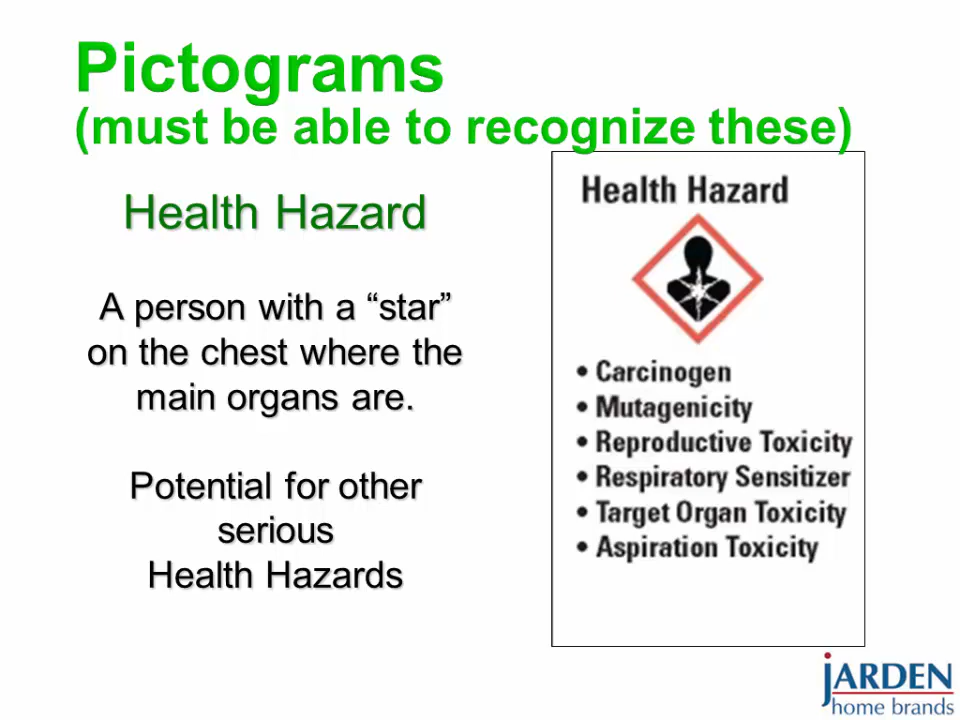 Pictograms
(must be able to recognize these)
Health Hazard
A person with a “star”
on the chest where the
main organs are.
Potential for other
serious
Health Hazards
Health Hazard
• Carcinogen
• Mutagenicity
• Reproductive Toxicity
• Respiratory Sensitizer
• Target Organ Toxicity
• Aspiration Toxicity
jARDEN
home brands